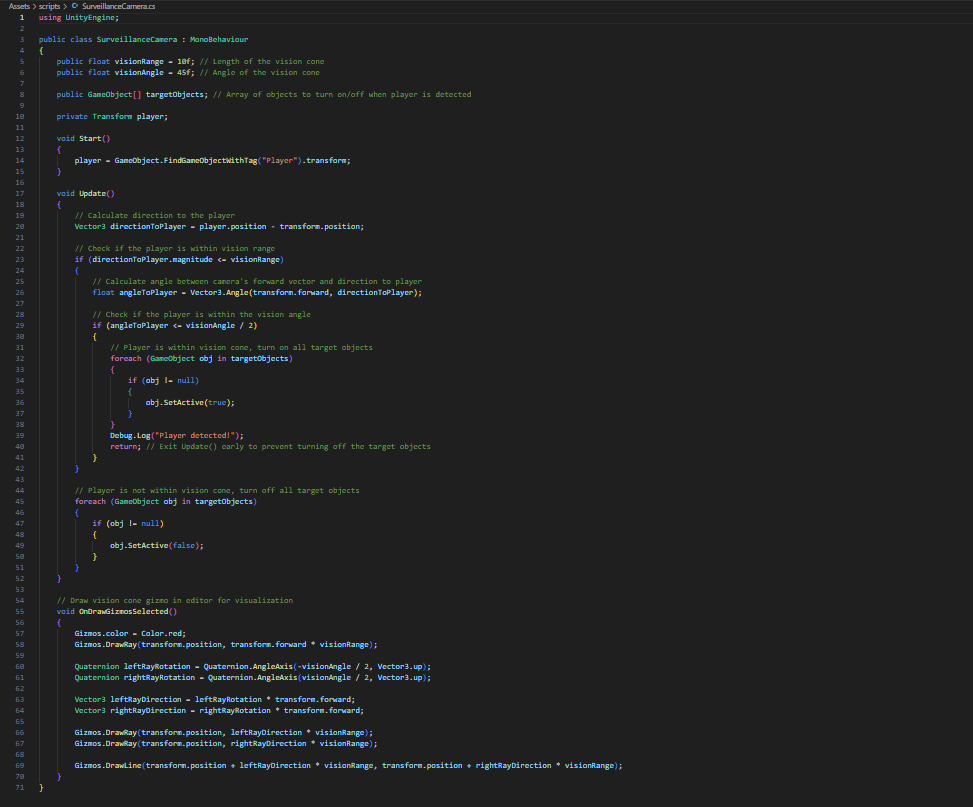 Assets > scripts > SurveillanceCamera.cs
1 using UnityEngine;
2
3 public class SurveillanceCamera : MonoBehaviour
4 {
5     public float visionRange = 10f; // Length of the vision cone
6     public float visionAngle = 45f; // Angle of the vision cone
7
8     public GameObject[] targetObjects; // Array of objects to turn on/off when player is detected
9
10     private Transform player;
11
12     void Start()
13     {
14         player = GameObject.FindGameObjectWithTag("Player").transform;
15     }
16
17     void Update()
18     {
19         // Calculate direction to the player
20         Vector3 directionToPlayer = player.position - transform.position;
21
22         // Check if the player is within vision range
23         if (directionToPlayer.magnitude <= visionRange)
24         {
25             // Calculate angle between camera's forward vector and direction to player
26             float angleToPlayer = Vector3.Angle(transform.forward, directionToPlayer);
27
28             // Check if the player is within the vision angle
29             if (angleToPlayer <= visionAngle / 2)
30             {
31                 // Player is within vision cone, turn on all target objects
32                 foreach (GameObject obj in targetObjects)
33                 {
34                     if (obj != null)
35                     {
36                         obj.SetActive(true);
37                     }
38                 }
39                 Debug.Log("Player detected!");
40                 return; // Exit Update() early to prevent turning off the target objects
41             }
42         }
43
44         // Player is not within vision cone, turn off all target objects
45         foreach (GameObject obj in targetObjects)
46         {
47             if (obj != null)
48             {
49                 obj.SetActive(false);
50             }
51         }
52     }
53
54     // Draw vision cone gizmo in editor for visualization
55     void OnDrawGizmosSelected()
56     {
57         Gizmos.color = Color.red;
58         Gizmos.DrawRay(transform.position, transform.forward * visionRange);
59
60         Quaternion leftRayRotation = Quaternion.AngleAxis(-visionAngle / 2, Vector3.up);
61         Quaternion rightRayRotation = Quaternion.AngleAxis(visionAngle / 2, Vector3.up);
62
63         Vector3 leftRayDirection = leftRayRotation * transform.forward;
64         Vector3 rightRayDirection = rightRayRotation * transform.forward;
65
66         Gizmos.DrawRay(transform.position, leftRayDirection * visionRange);
67         Gizmos.DrawRay(transform.position, rightRayDirection * visionRange);
68
69         Gizmos.DrawLine(transform.position + leftRayDirection * visionRange, transform.position + rightRayDirection * visionRange);
70     }
71 }